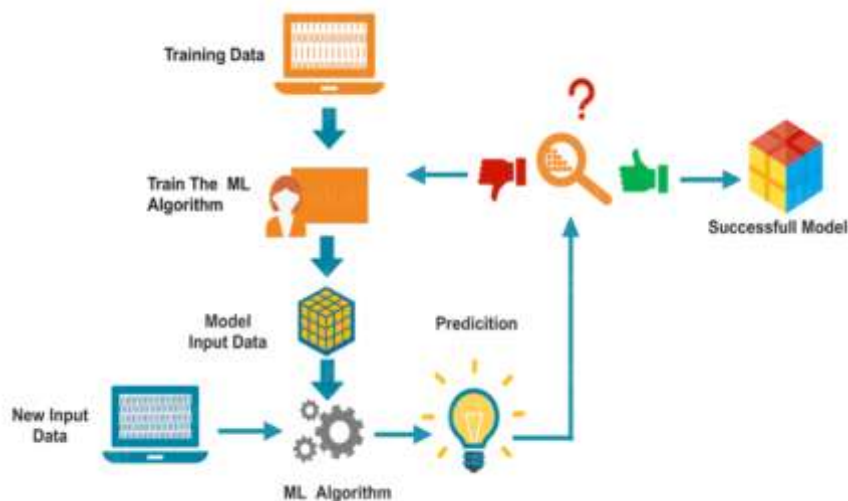 Training Data
Train The ML
Algorithm
Model
Input Data
New Input
Data
ML Algorithm
Predicition
?
Successfull Model